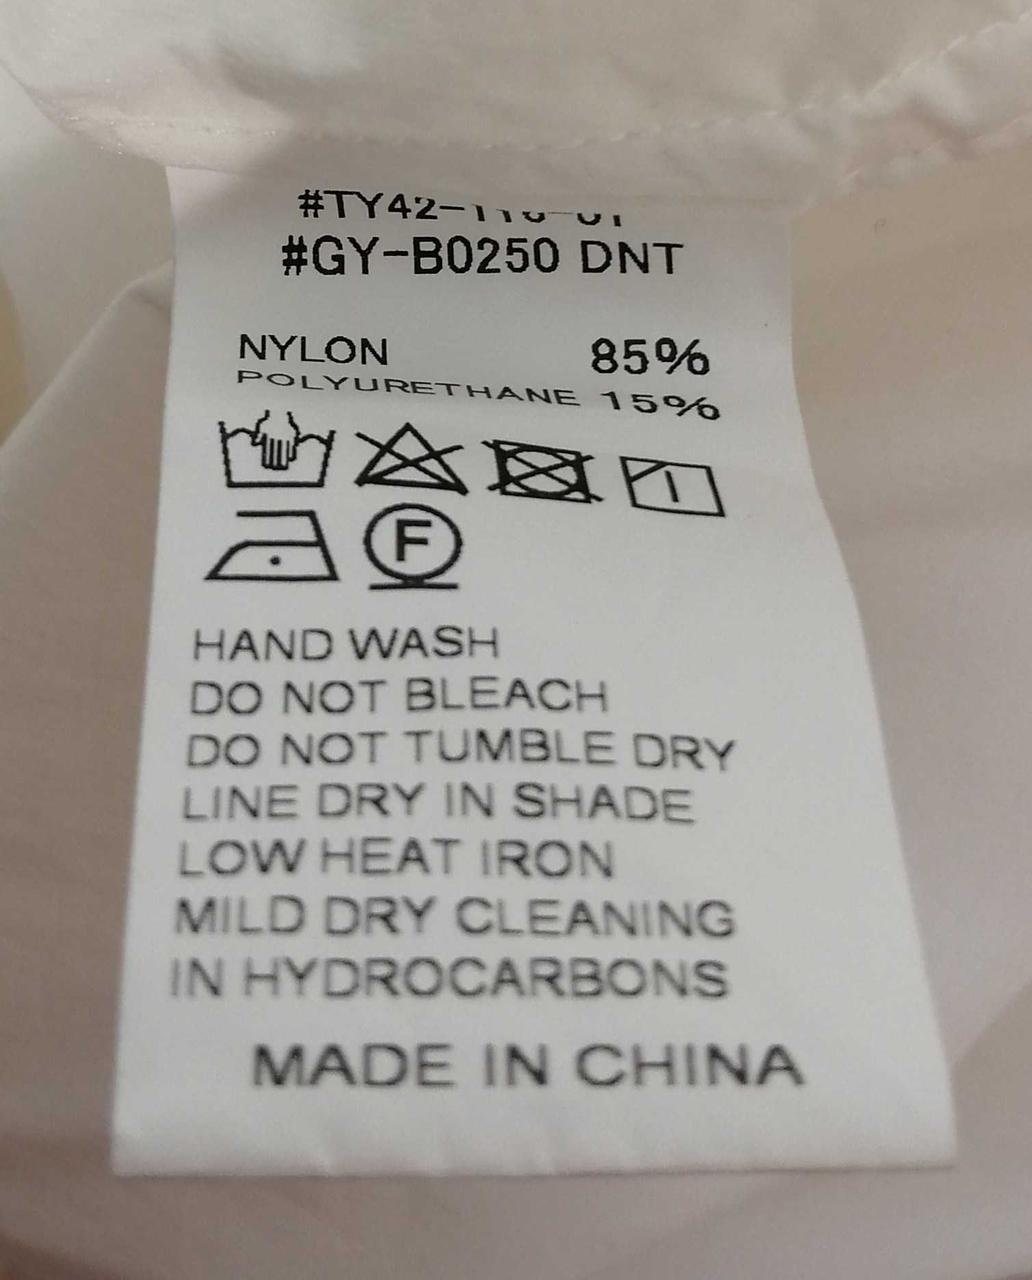 #GY-B0250 DNT
NYLON 85%
POLYURETHANE 15%
F
HAND WASH
DO NOT BLEACH
DO NOT TUMBLE DRY
LINE DRY IN SHADE
LOW HEAT IRON
MILD DRY CLEANING
IN HYDROCARBONS
MADE IN CHINA